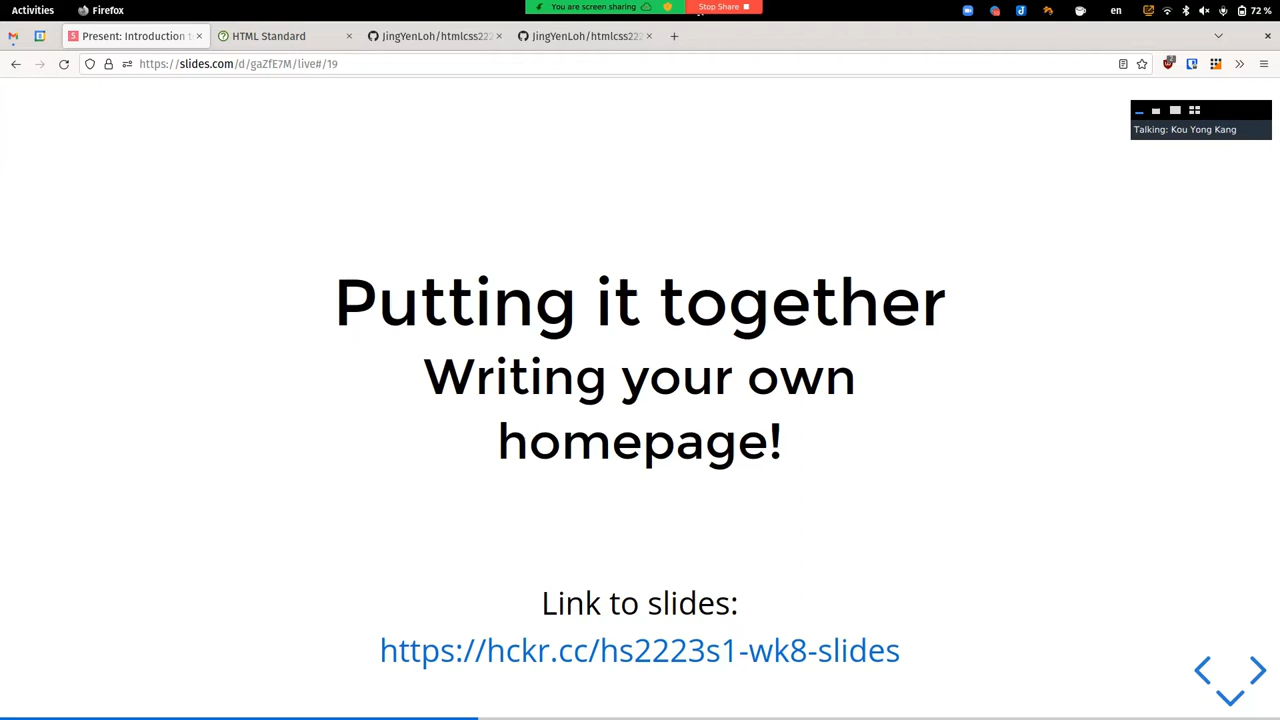 Activities
Firefox
You are screen sharing
Stop Share
en
72 %
Present: Introduction t
HTML Standard
JingYenLoh/htmlcss222
JingYenLoh/htmlcss222
https://slides.com/d/gaZfE7M/live#/19
Talking: Kou Yong Kang
Putting it together
Writing your own
homepage!
Link to slides:
https://hckr.cc/hs2223s1-wk8-slides